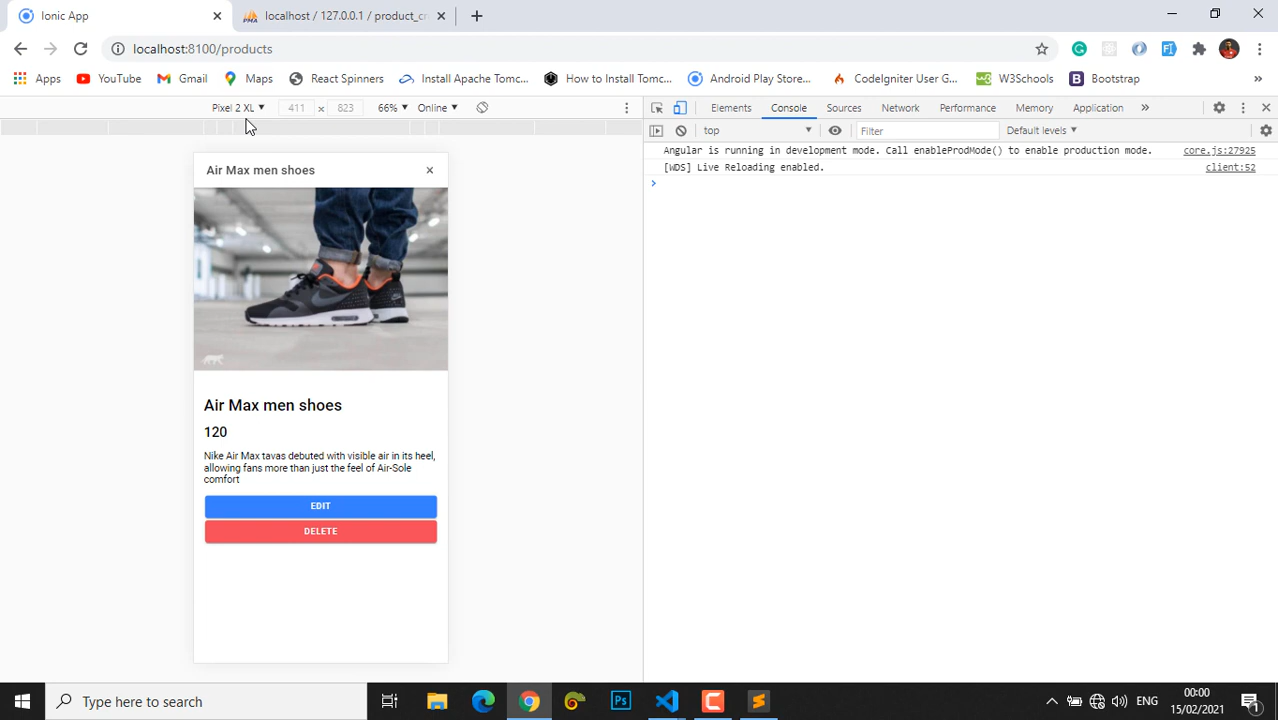 Ionic App
localhost / 127.0.0.1 / product_cr
localhost:8100/products
Apps
YouTube
Gmail
Maps
React Spinners
Install Apache Tomc...
How to Install Tomc...
Android Play Store...
CodeIgniter User G...
W3Schools
Bootstrap
»
Pixel 2 XL
411 x 823
66%
Online
Elements
Console
Sources
Network
Performance
Memory
Application
»
top
Filter
Default levels
Angular is running in development mode. Call enableProdMode() to enable production mode.
core.js:27925
[WDS] Live Reloading enabled.
client:52
Air Max men shoes
Air Max men shoes
120
Nike Air Max tavas debuted with visible air in its heel,
allowing fans more than just the feel of Air-Sole
comfort
EDIT
DELETE
Type here to search
Ps
ENG
00:00
15/02/2021
1